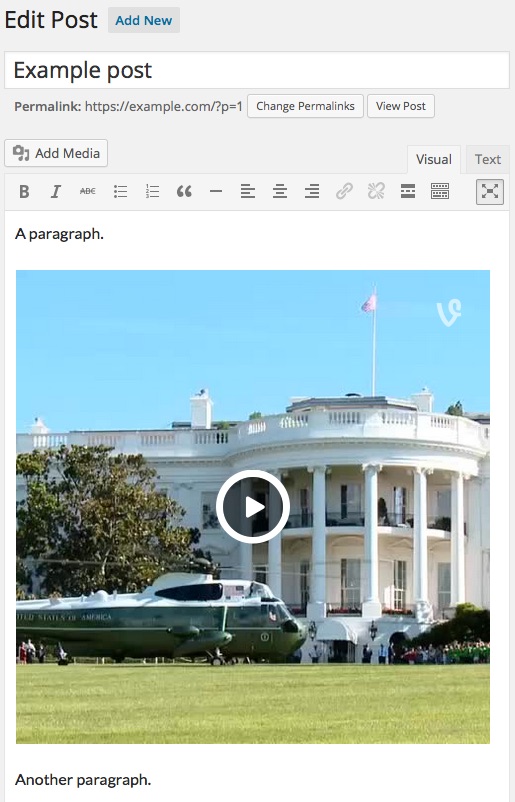 Edit Post Add New
Example post
Permalink: https://example.com/?p=1 Change Permalinks View Post
Add Media
Visual Text
B I ABC
A paragraph.
UNITED STATES OF AMERICA
Another paragraph.